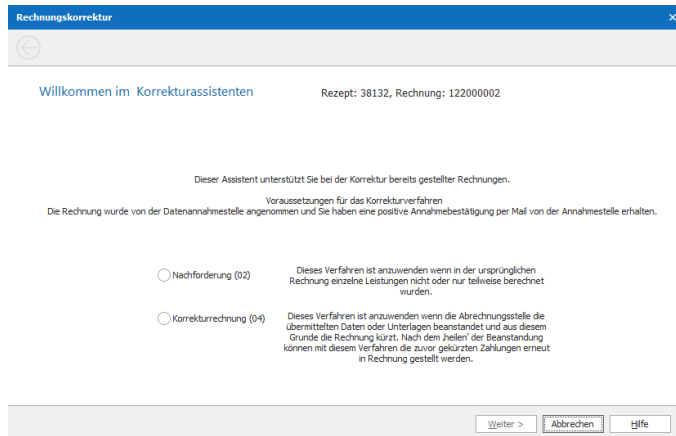 Rechnungskorrektur
Willkommen im Korrekturassistenten
Rezept: 38132, Rechnung: 122000002
Dieser Assistent unterstützt Sie bei der Korrektur bereits gestellter Rechnungen.
Voraussetzungen für das Korrekturverfahren
Die Rechnung wurde von der Datenannahmestelle angenommen und Sie haben eine positive Annahmebestätigung per Mail von der Annahmestelle erhalten.
Nachforderung (02)
Dieses Verfahren ist anzuwenden wenn in der ursprünglichen
Rechnung einzelne Leistungen nicht oder nur teilweise berechnet
wurden.
Korrekturrechnung (04)
Dieses Verfahren ist anzuwenden wenn die Abrechnungsstelle die
übermittelten Daten oder Unterlagen beanstandet und aus diesem
Grunde die Rechnung kürzt. Nach dem 'heilen' der Beanstandung
können mit diesem Verfahren die zuvor gekürzten Zahlungen erneut
in Rechnung gestellt werden.
Weiter >
Abbrechen
Hilfe